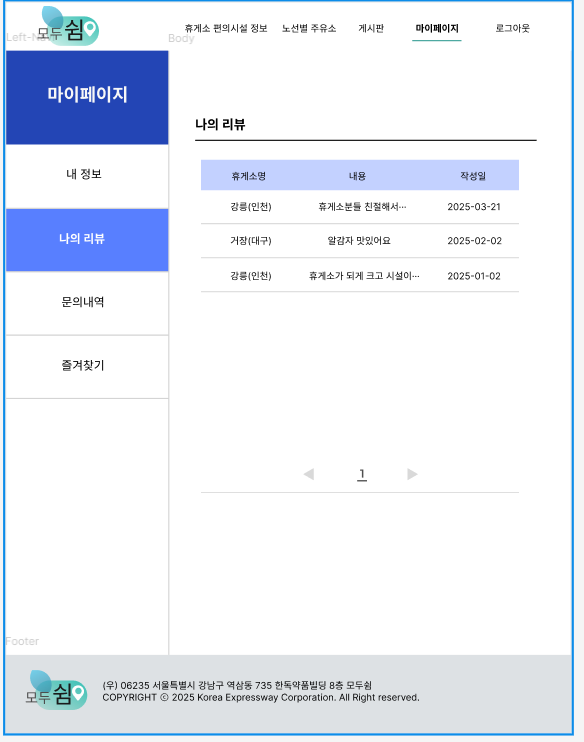 모두쉼
휴게소 편의시설 정보 노선별 주유소 게시판 마이페이지 로그아웃
Left-N
Body
마이페이지
내 정보
나의 리뷰
문의내역
즐겨찾기
나의 리뷰
휴게소명 내용 작성일
강릉(인천) 휴게소분들 친절해서… 2025-03-21
거장(대구) 알감자 맛있어요 2025-02-02
강릉(인천) 휴게소가 되게 크고 시설이… 2025-01-02
◀ 1 ▶
Footer
모두쉼
(우) 06235 서울특별시 강남구 역삼동 735 한독약품빌딩 8층 모두쉼
COPYRIGHT ⓒ 2025 Korea Expressway Corporation. All Right reserved.